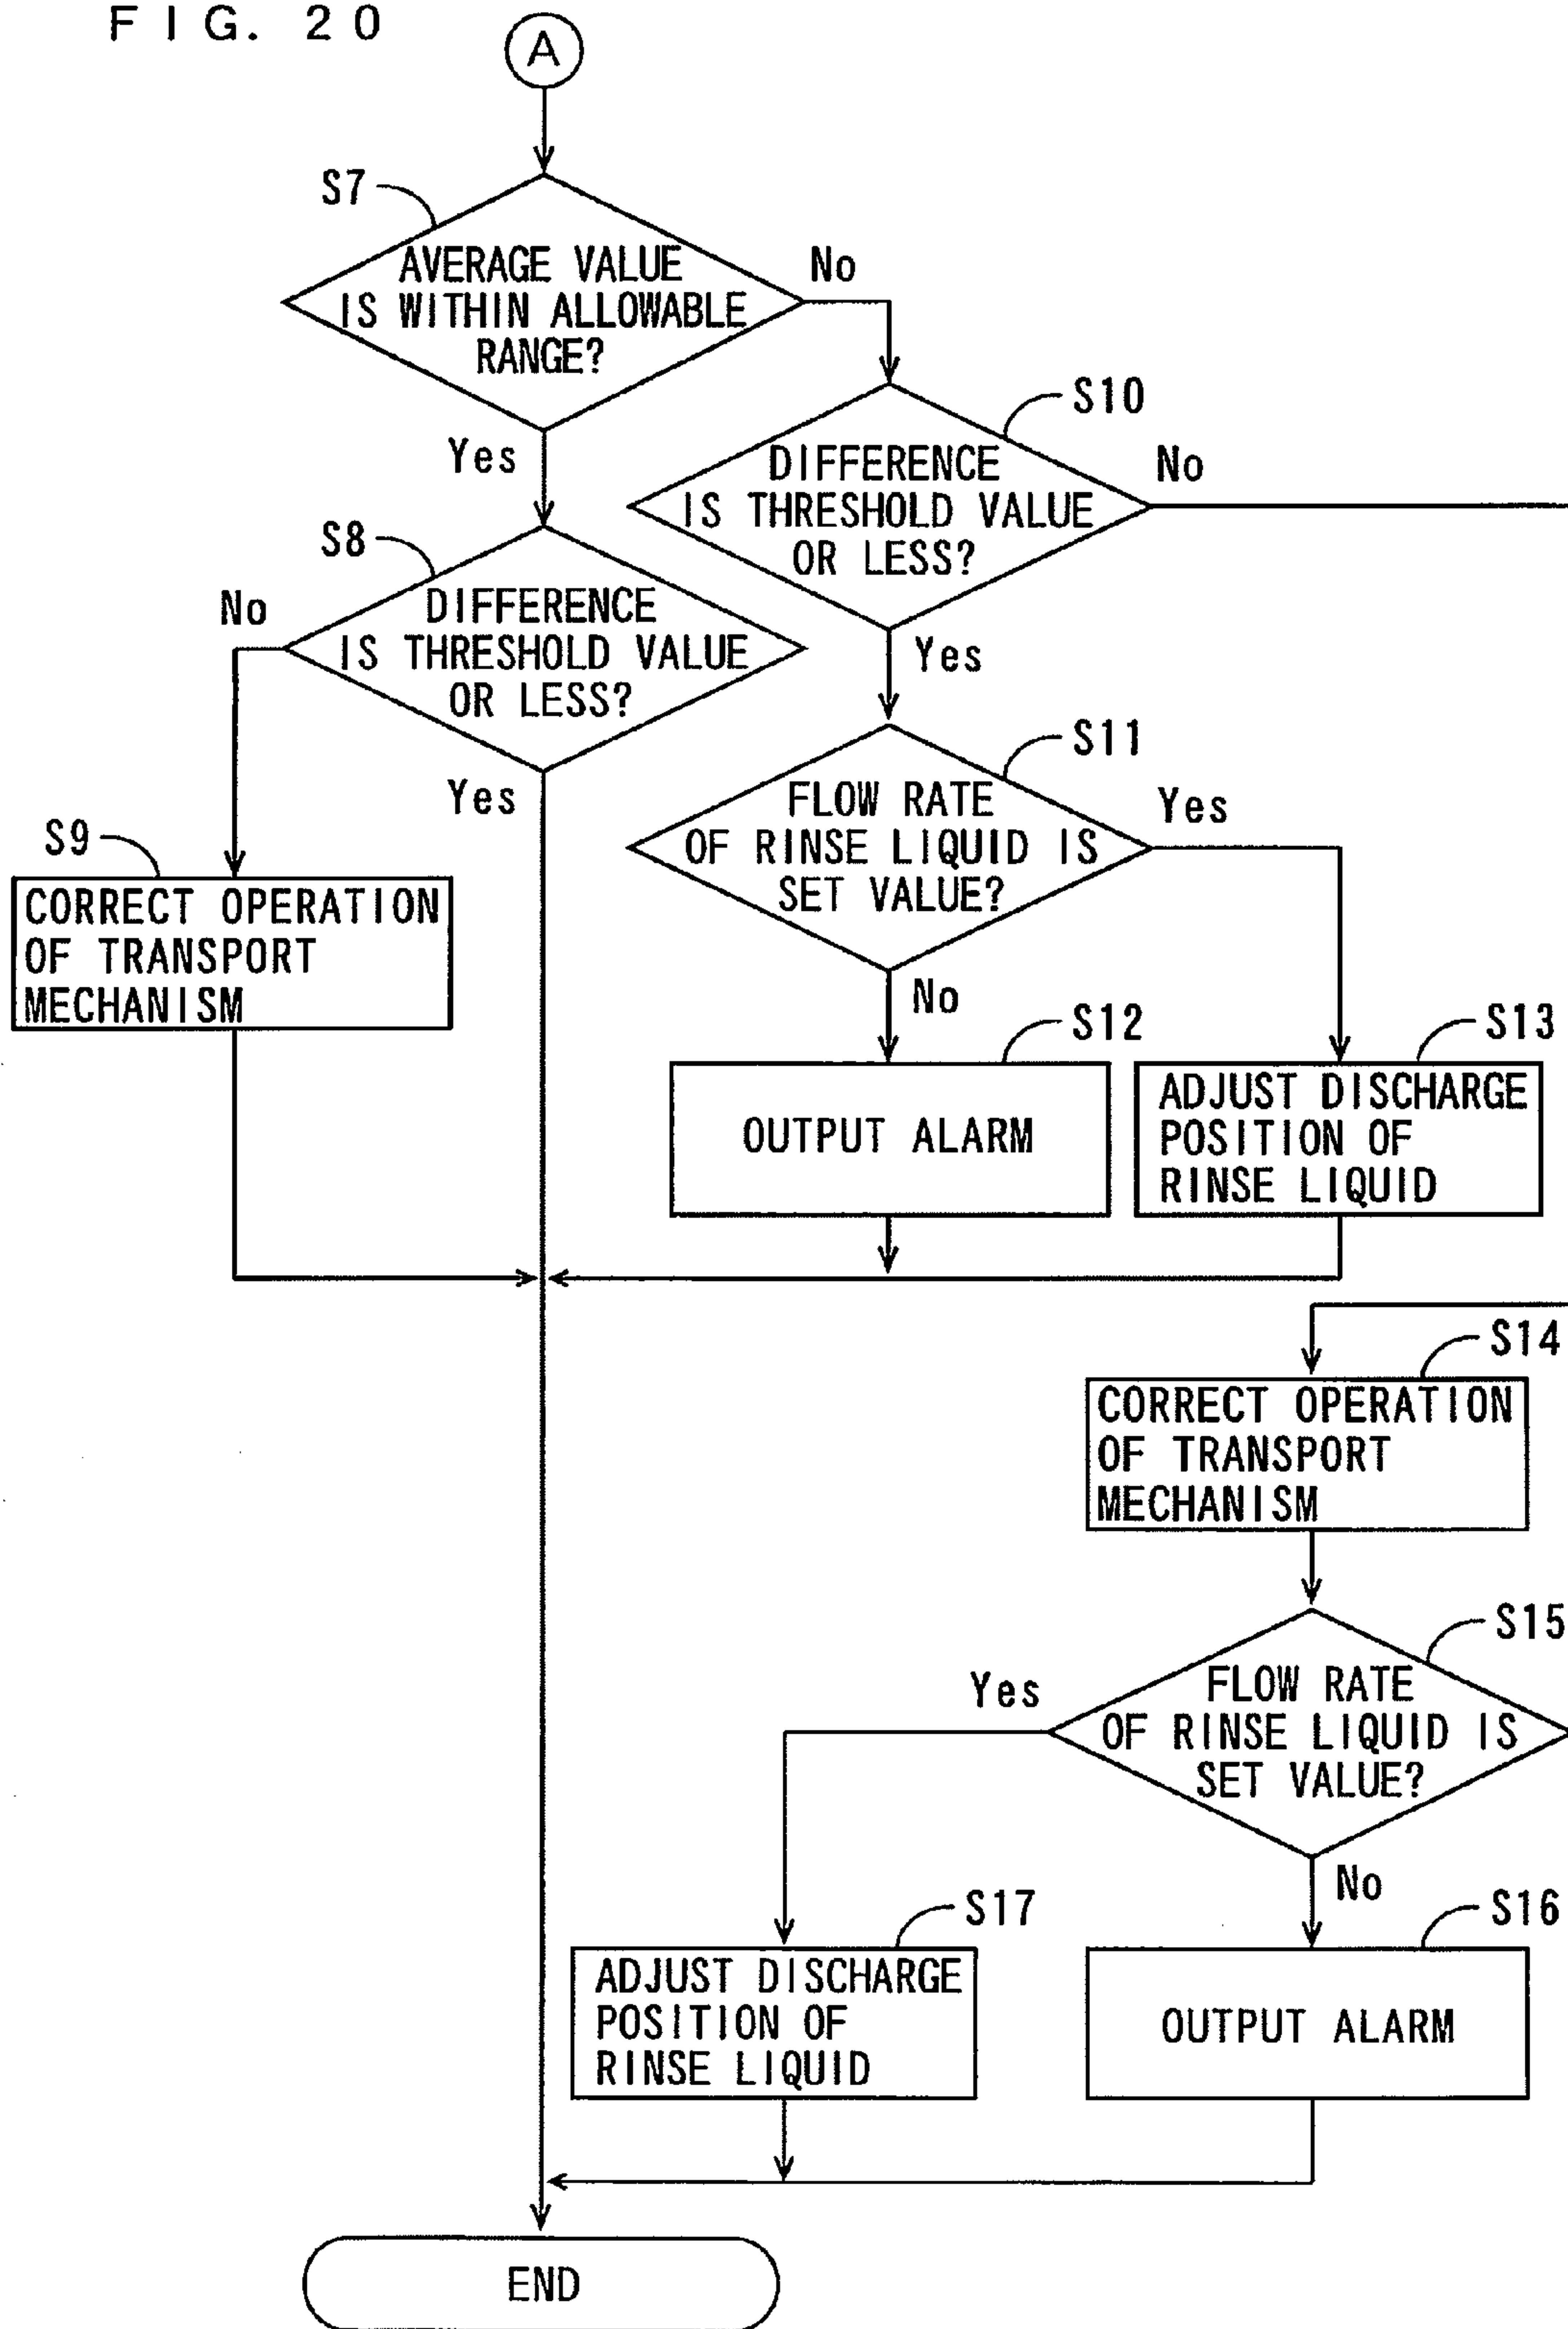 FIG. 20
A
S7
AVERAGE VALUE
IS WITHIN ALLOWABLE
RANGE?
No
Yes
S10
DIFFERENCE
IS THRESHOLD VALUE
OR LESS?
No
Yes
S8
DIFFERENCE
IS THRESHOLD VALUE
OR LESS?
No
Yes
S9
CORRECT OPERATION
OF TRANSPORT
MECHANISM
S11
FLOW RATE
OF RINSE LIQUID IS
SET VALUE?
Yes
No
S12
OUTPUT ALARM
S13
ADJUST DISCHARGE
POSITION OF
RINSE LIQUID
S14
CORRECT OPERATION
OF TRANSPORT
MECHANISM
S15
FLOW RATE
OF RINSE LIQUID IS
SET VALUE?
Yes
No
S17
ADJUST DISCHARGE
POSITION OF
RINSE LIQUID
S16
OUTPUT ALARM
END